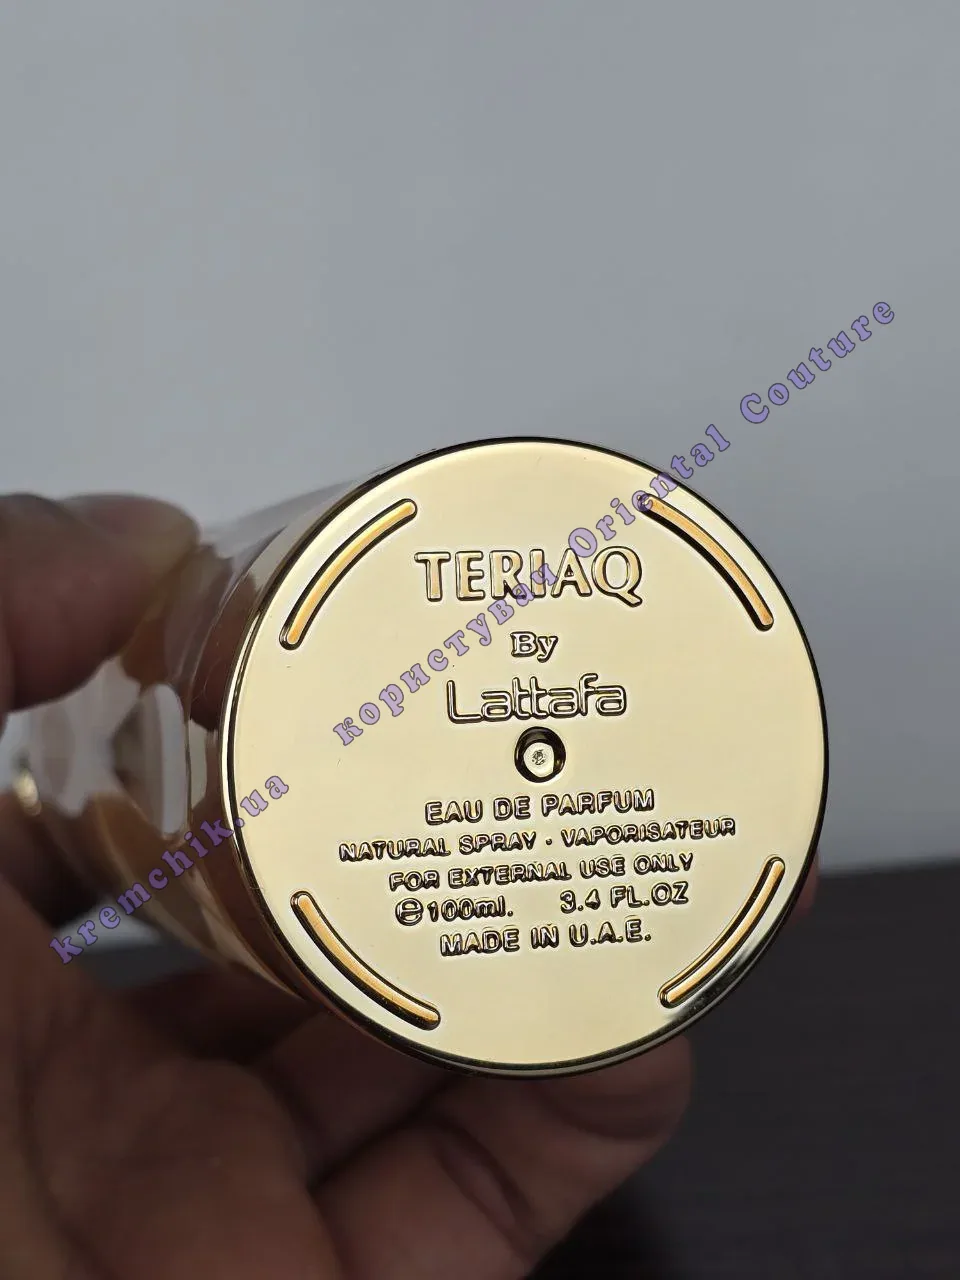 TERIAQ
By
Lattafa
EAU DE PARFUM
NATURAL SPRAY · VAPORISATEUR
FOR EXTERNAL USE ONLY
℮100ml. 3.4 FL.OZ
MADE IN U.A.E.
kremchik.ua користувач Oriental Couture